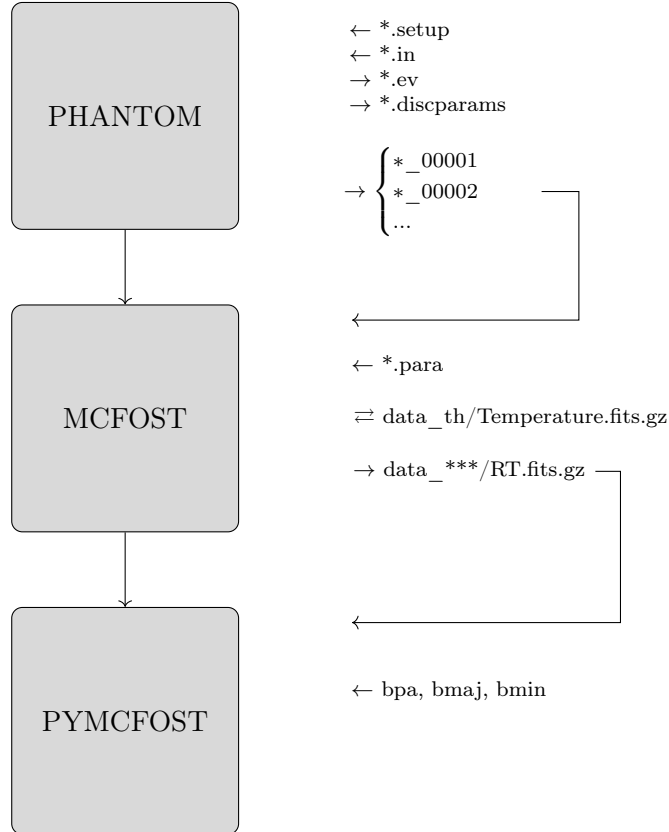 PHANTOM
← *.setup
← *.in
→ *.ev
→ *.discparams
→ { *_00001
*_00002
...
MCFOST
← *.para
⇄ data_th/Temperature.fits.gz
→ data_***/RT.fits.gz
PYMCFOST
← bpa, bmaj, bmin